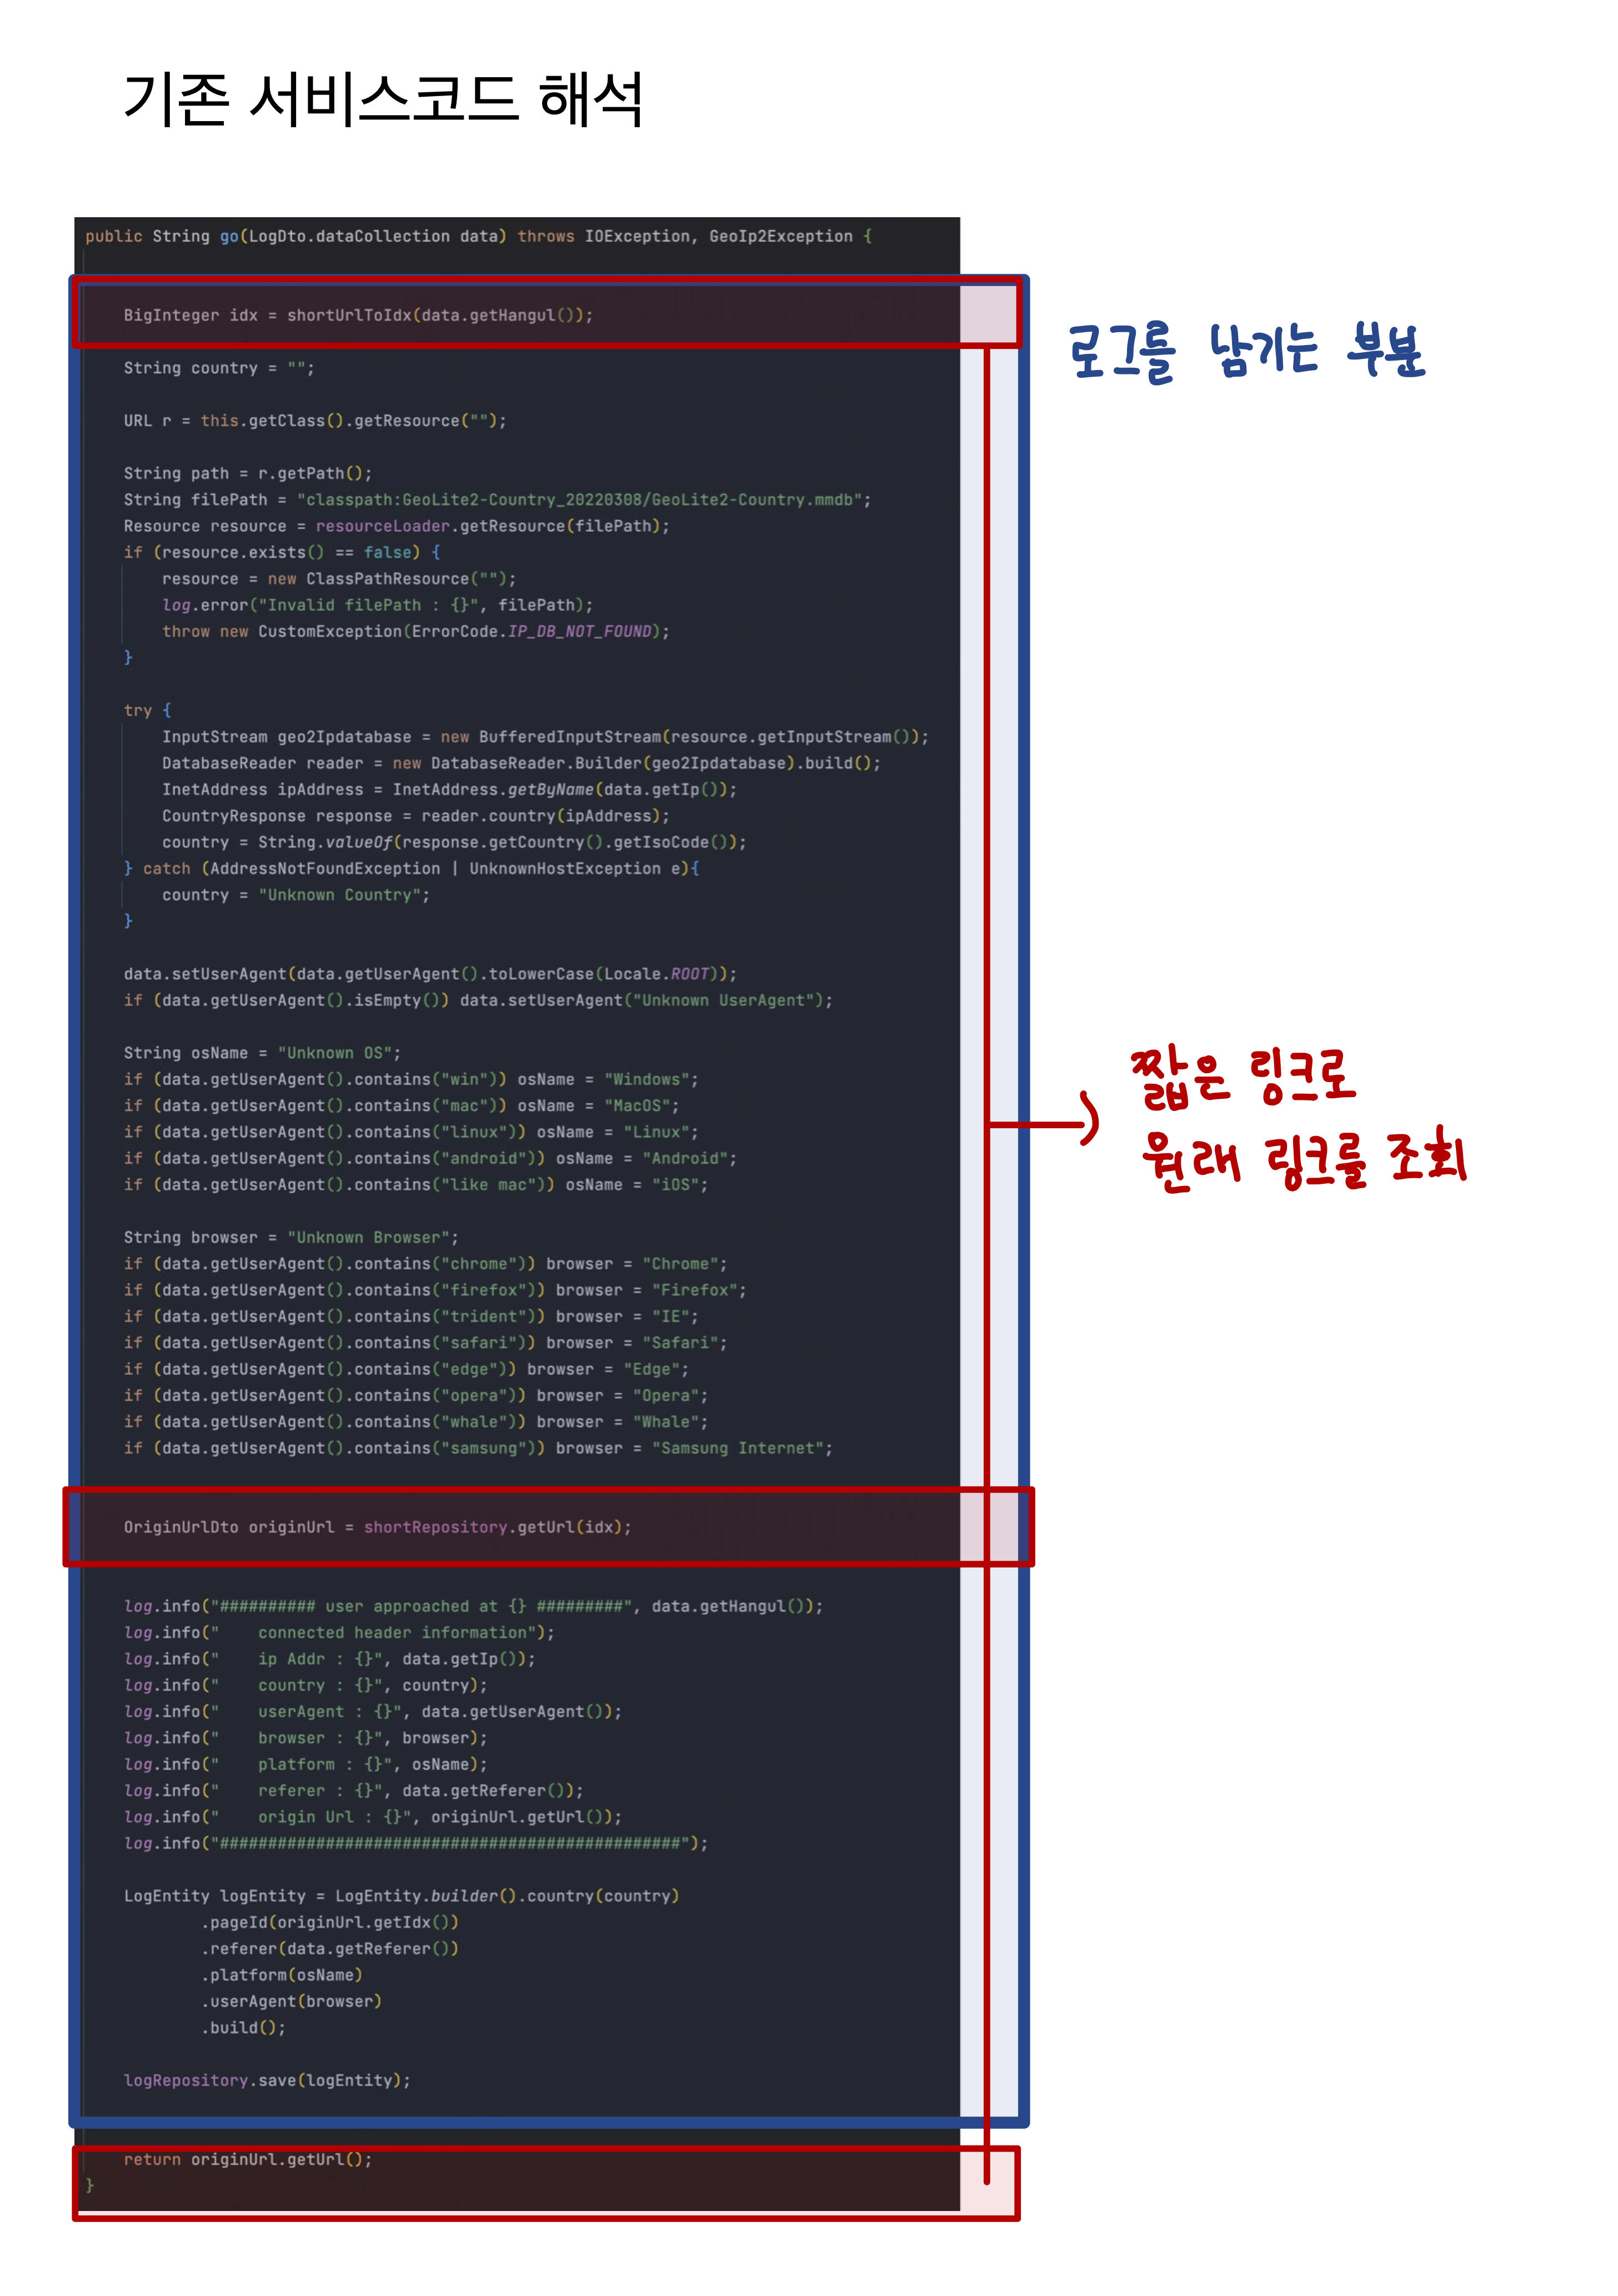 기존 서비스코드 해석
public String go(LogDto.dataCollection data) throws IOException, GeoIp2Exception {
BigInteger idx = shortUrlToIdx(data.getHangul());
로그를 남기는 부분
String country = "";
URL r = this.getClass().getResource("");
String path = r.getPath();
String filePath = "classpath:GeoLite2-Country_20220308/GeoLite2-Country.mmdb";
Resource resource = resourceLoader.getResource(filePath);
if (resource.exists() == false) {
resource = new ClassPathResource("");
log.error("Invalid filePath : {}", filePath);
throw new CustomException(ErrorCode.IP_DB_NOT_FOUND);
}
try {
InputStream geo2Ipdatabase = new BufferedInputStream(resource.getInputStream());
DatabaseReader reader = new DatabaseReader.Builder(geo2Ipdatabase).build();
InetAddress ipAddress = InetAddress.getByName(data.getIp());
CountryResponse response = reader.country(ipAddress);
country = String.valueOf(response.getCountry().getIsoCode());
} catch (AddressNotFoundException | UnknownHostException e){
country = "Unknown Country";
}
data.setUserAgent(data.getUserAgent().toLowerCase(Locale.ROOT));
if (data.getUserAgent().isEmpty()) data.setUserAgent("Unknown UserAgent");
String osName = "Unknown OS";
if (data.getUserAgent().contains("win")) osName = "Windows";
if (data.getUserAgent().contains("mac")) osName = "MacOS";
if (data.getUserAgent().contains("linux")) osName = "Linux";
if (data.getUserAgent().contains("android")) osName = "Android";
if (data.getUserAgent().contains("like mac")) osName = "iOS";
짧은 링크로
원래 링크를 조회
String browser = "Unknown Browser";
if (data.getUserAgent().contains("chrome")) browser = "Chrome";
if (data.getUserAgent().contains("firefox")) browser = "Firefox";
if (data.getUserAgent().contains("trident")) browser = "IE";
if (data.getUserAgent().contains("safari")) browser = "Safari";
if (data.getUserAgent().contains("edge")) browser = "Edge";
if (data.getUserAgent().contains("opera")) browser = "Opera";
if (data.getUserAgent().contains("whale")) browser = "Whale";
if (data.getUserAgent().contains("samsung")) browser = "Samsung Internet";
OriginUrlDto originUrl = shortRepository.getUrl(idx);
log.info("########## user approached at {} #########", data.getHangul());
log.info("    connected header information");
log.info("    ip Addr : {}", data.getIp());
log.info("    country : {}", country);
log.info("    userAgent : {}", data.getUserAgent());
log.info("    browser : {}", browser);
log.info("    platform : {}", osName);
log.info("    referer : {}", data.getReferer());
log.info("    origin Url : {}", originUrl.getUrl());
log.info("################################################");
LogEntity logEntity = LogEntity.builder().country(country)
.pageId(originUrl.getIdx())
.referer(data.getReferer())
.platform(osName)
.userAgent(browser)
.build();
logRepository.save(logEntity);
return originUrl.getUrl();
}